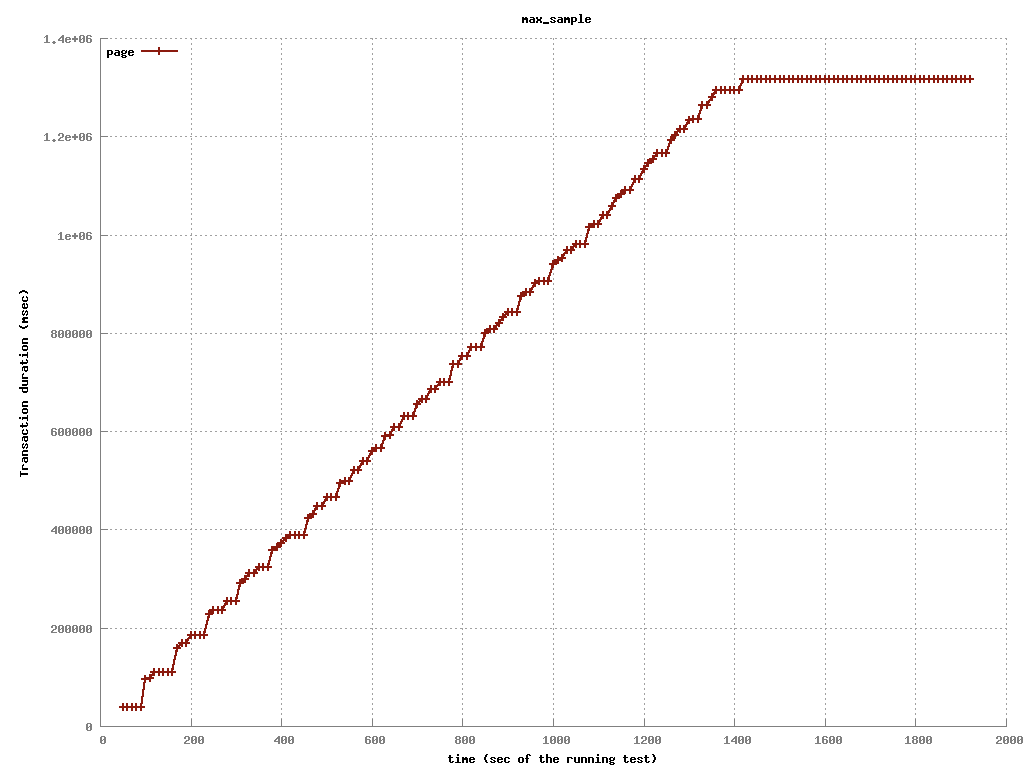 max_sample
1.4e+06
page
1.2e+06
1e+06
800000
600000
400000
200000
0
Transaction duration (msec)
0 200 400 600 800 1000 1200 1400 1600 1800 2000
time (sec of the running test)